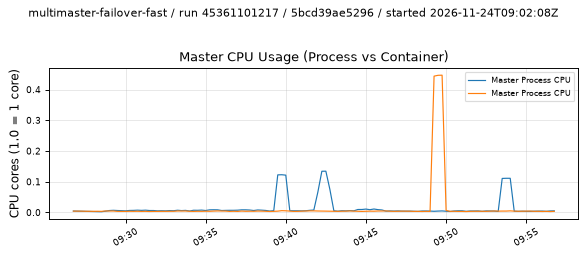 multimaster-failover-fast / run 45361101217 / 5bcd39ae5296 / started 2026-11-24T09:02:08Z
Master CPU Usage (Process vs Container)
CPU cores (1.0 = 1 core)
0.4
0.3
0.2
0.1
0.0
Master Process CPU
Master Process CPU
09:30
09:35
09:40
09:45
09:50
09:55